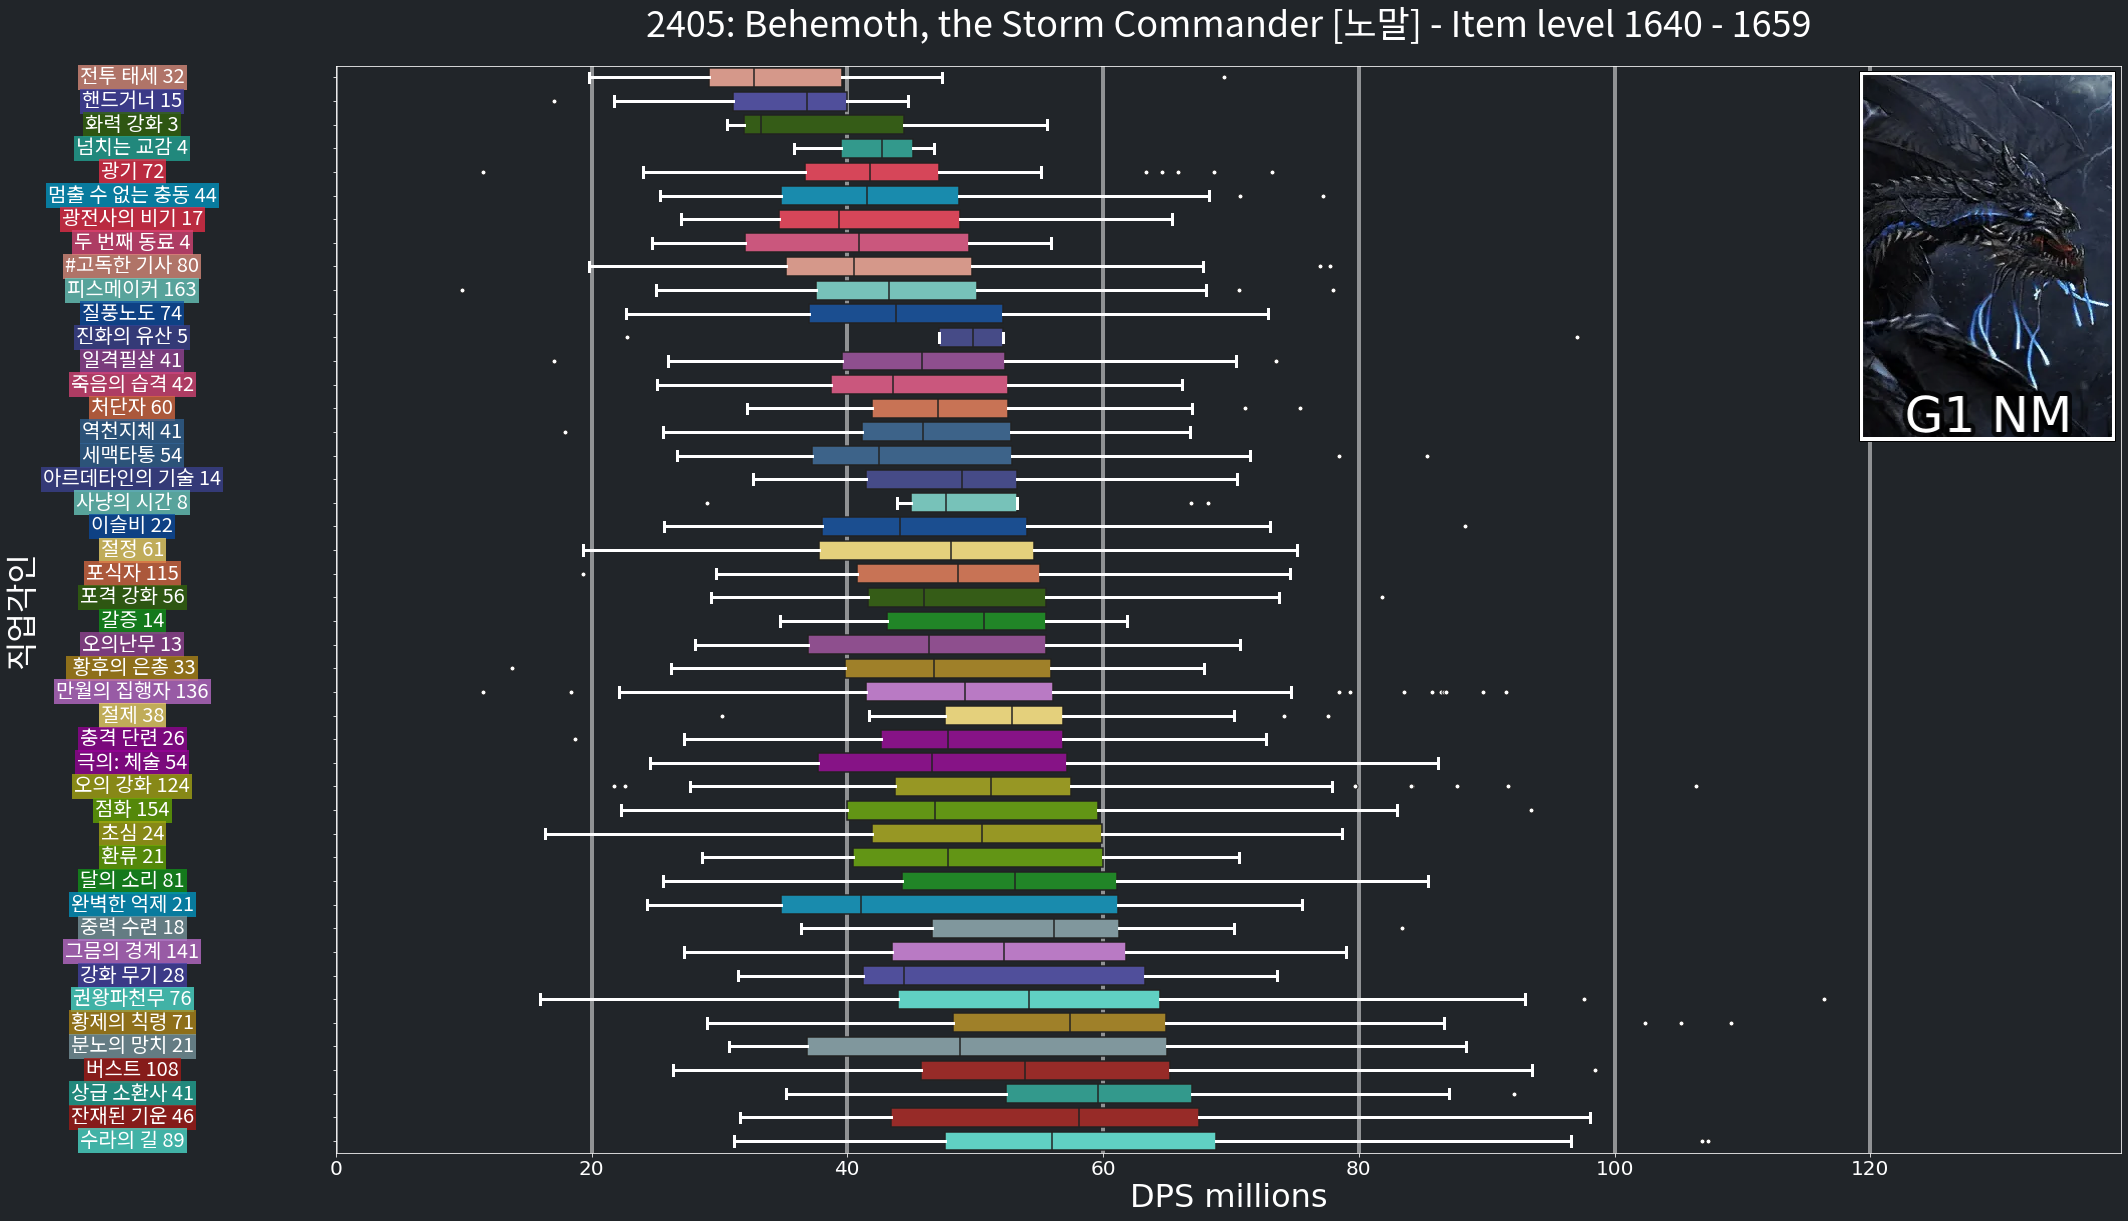 2405: Behemoth, the Storm Commander [노말] - Item level 1640 - 1659
전투 태세 32
핸드거너 15
화력 강화 3
넘치는 교감 4
광기 72
멈출 수 없는 충동 44
광전사의 비기 17
두 번째 동료 4
#고독한 기사 80
피스메이커 163
질풍노도 74
진화의 유산 5
일격필살 41
죽음의 습격 42
처단자 60
역천지체 41
세맥타통 54
아르데타인의 기술 14
사냥의 시간 8
이슬비 22
절정 61
포식자 115
포격 강화 56
갈증 14
오의난무 13
황후의 은총 33
만월의 집행자 136
절제 38
충격 단련 26
극의: 체술 54
오의 강화 124
점화 154
초심 24
환류 21
달의 소리 81
완벽한 억제 21
중력 수련 18
그믐의 경계 141
강화 무기 28
권왕파천무 76
황제의 칙령 71
분노의 망치 21
버스트 108
상급 소환사 41
잔재된 기운 46
수라의 길 89
직업각인
G1 NM
0 20 40 60 80 100 120
DPS millions